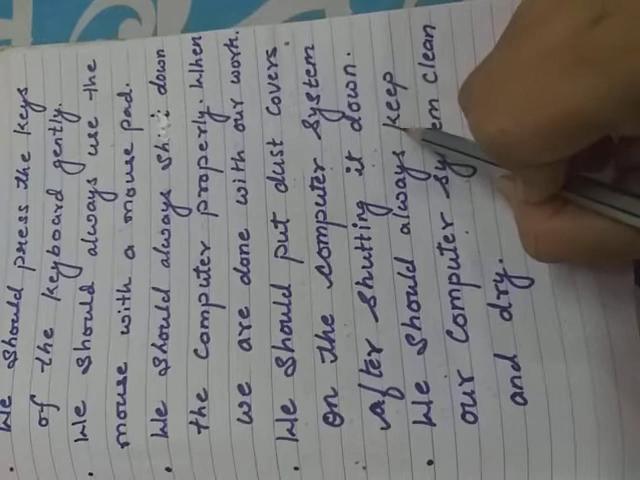 • We should press the keys
of the keyboard gently.
• We should always use the
mouse with a mouse pad.
• We should always down
the computer properly. When
we are done with our work.
• We should put dust covers.
on the computer system
after shutting it down.
• We should always keep
our computer clean
and dry.